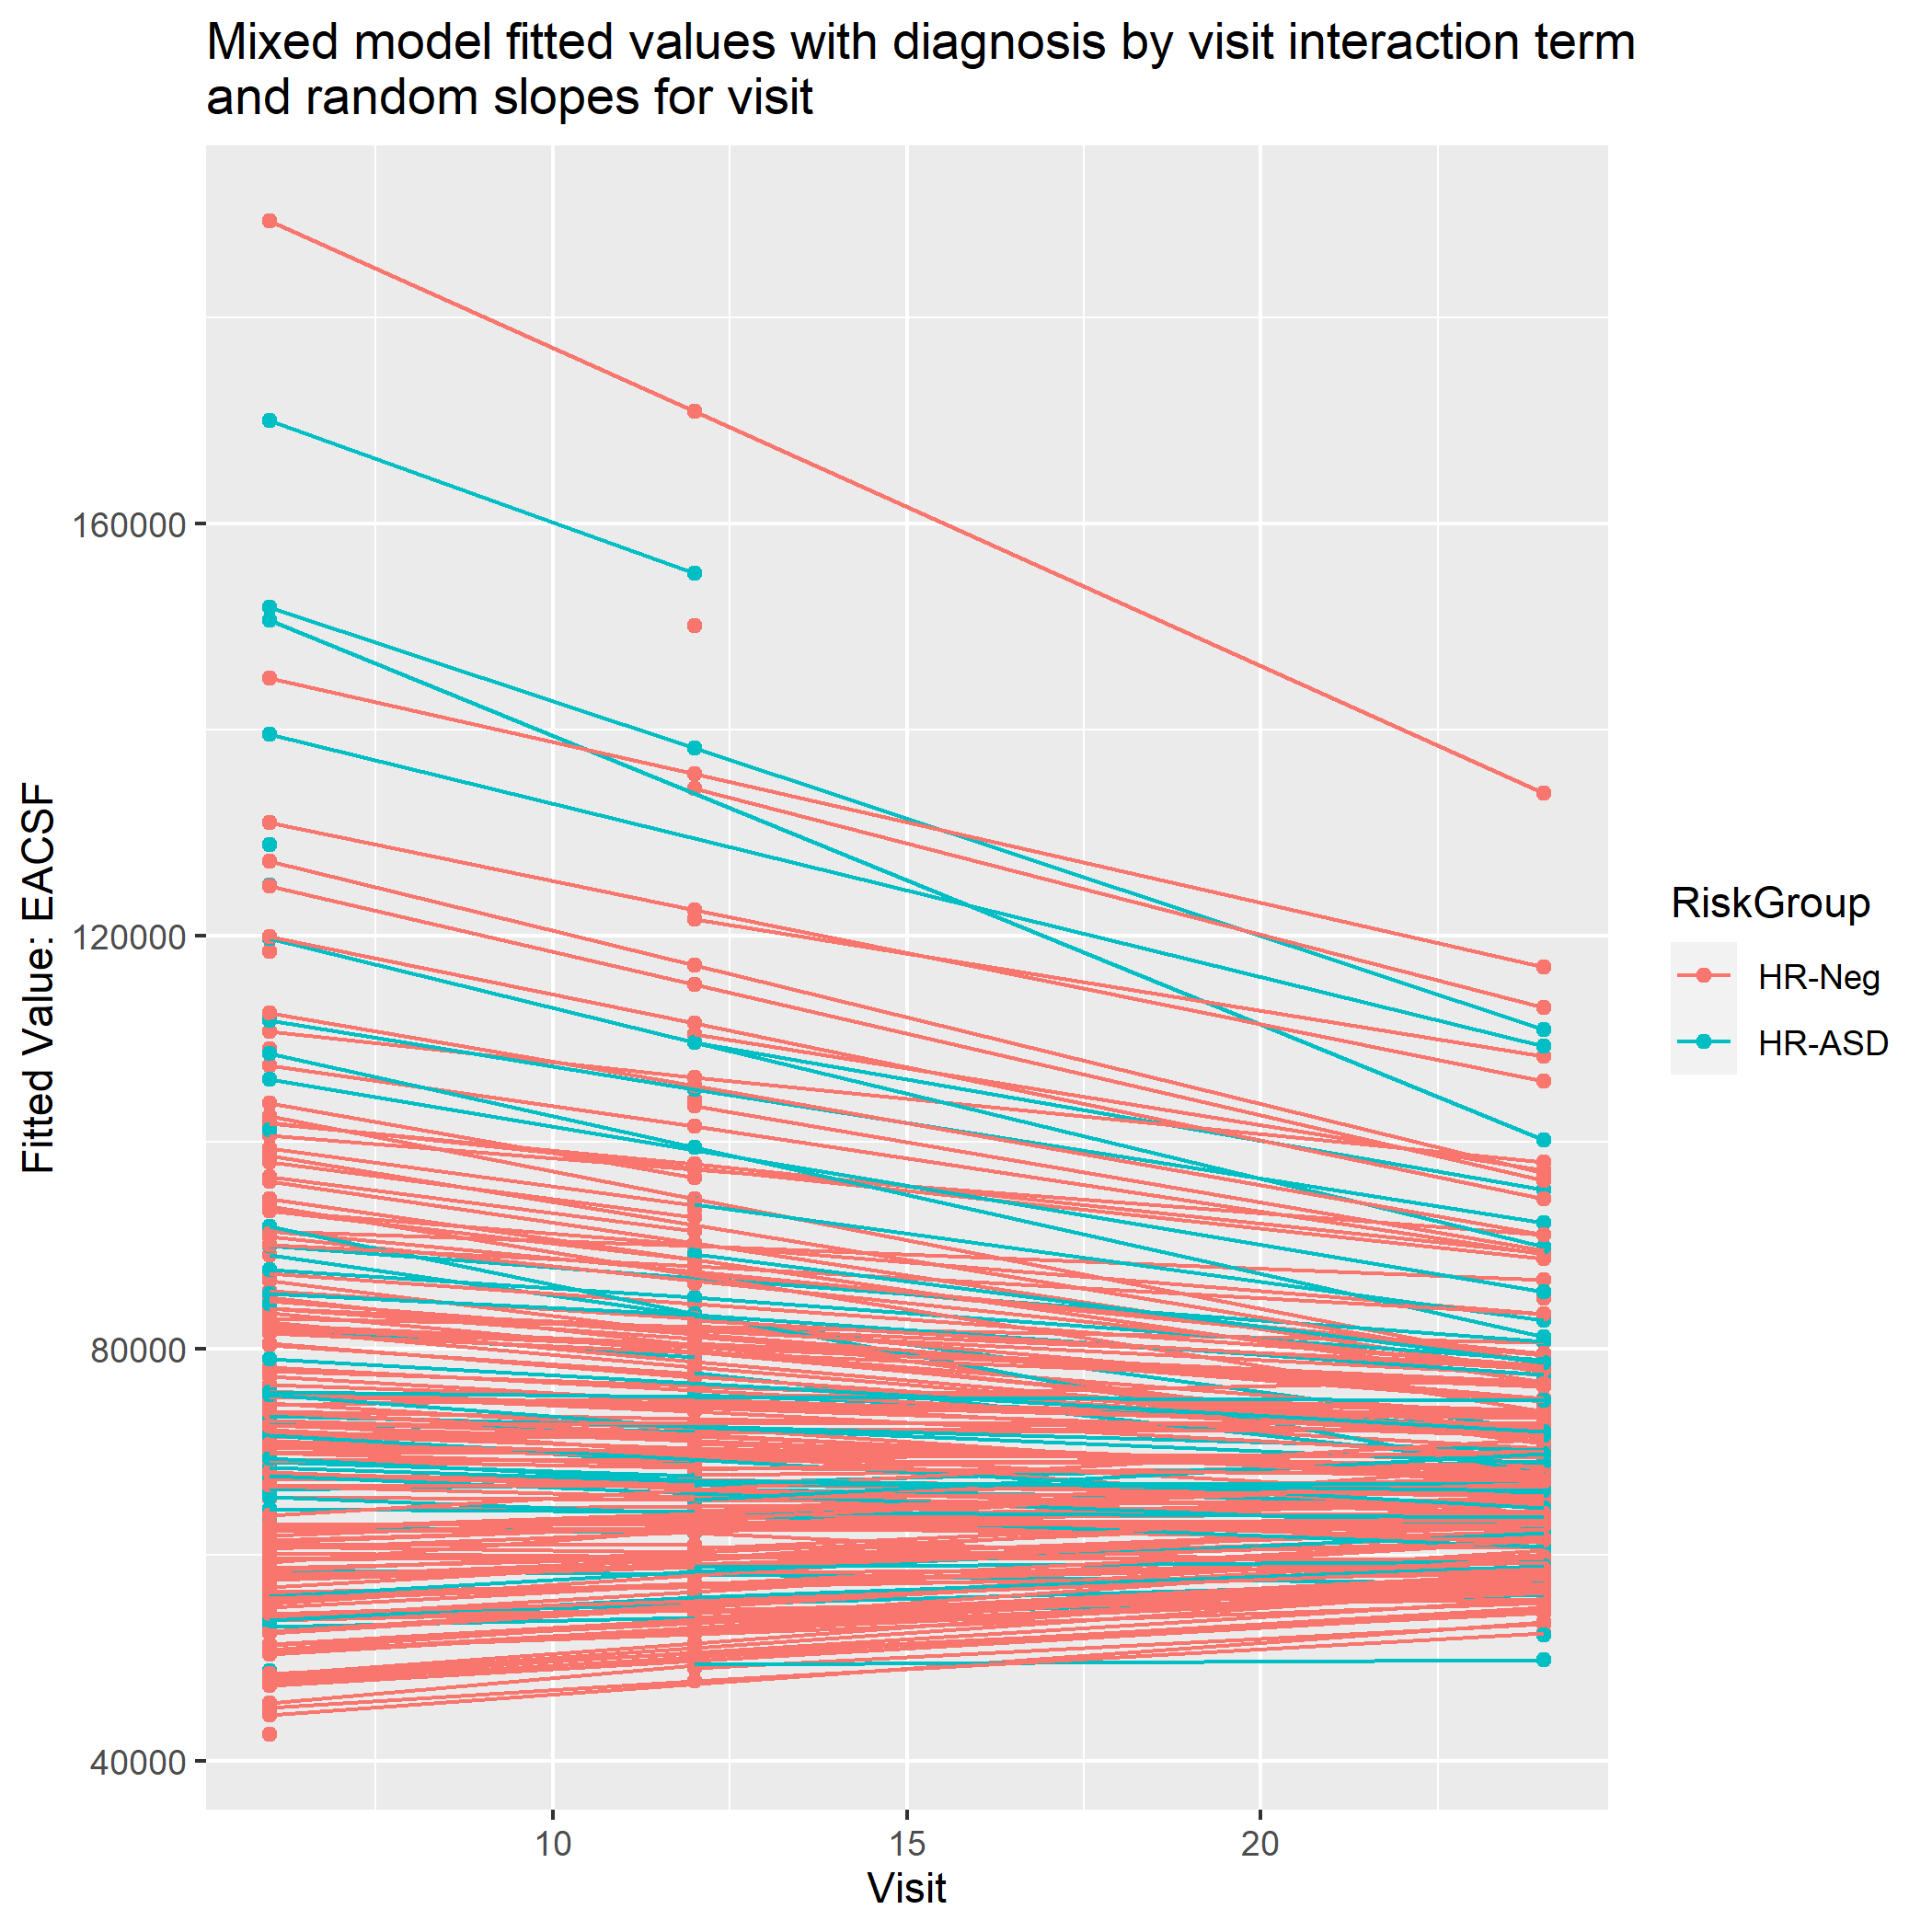 Mixed model fitted values with diagnosis by visit interaction term
and random slopes for visit
160000
120000
80000
40000
Fitted Value: EACSF
10
15
20
Visit
RiskGroup
HR-Neg
HR-ASD